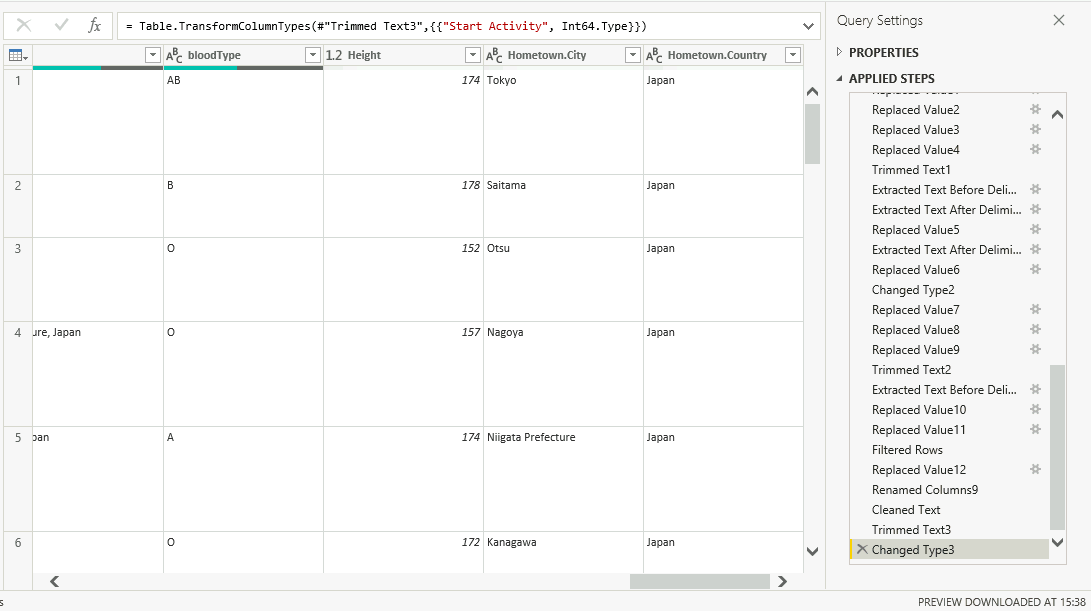 fx = Table.TransformColumnTypes(#"Trimmed Text3",{{"Start Activity", Int64.Type}})
ABC bloodType 1.2 Height ABC Hometown.City ABC Hometown.Country
1 AB 174 Tokyo Japan
2 B 178 Saitama Japan
3 O 152 Otsu Japan
4 ure, Japan O 157 Nagoya Japan
5 pan A 174 Niigata Prefecture Japan
6 O 172 Kanagawa Japan
Query Settings
PROPERTIES
APPLIED STEPS
Replaced Value1
Replaced Value2
Replaced Value3
Replaced Value4
Trimmed Text1
Extracted Text Before Deli...
Extracted Text After Delimi...
Replaced Value5
Extracted Text After Delimi...
Replaced Value6
Changed Type2
Replaced Value7
Replaced Value8
Replaced Value9
Trimmed Text2
Extracted Text Before Deli...
Replaced Value10
Replaced Value11
Filtered Rows
Replaced Value12
Renamed Columns9
Cleaned Text
Trimmed Text3
Changed Type3
s
PREVIEW DOWNLOADED AT 15:38